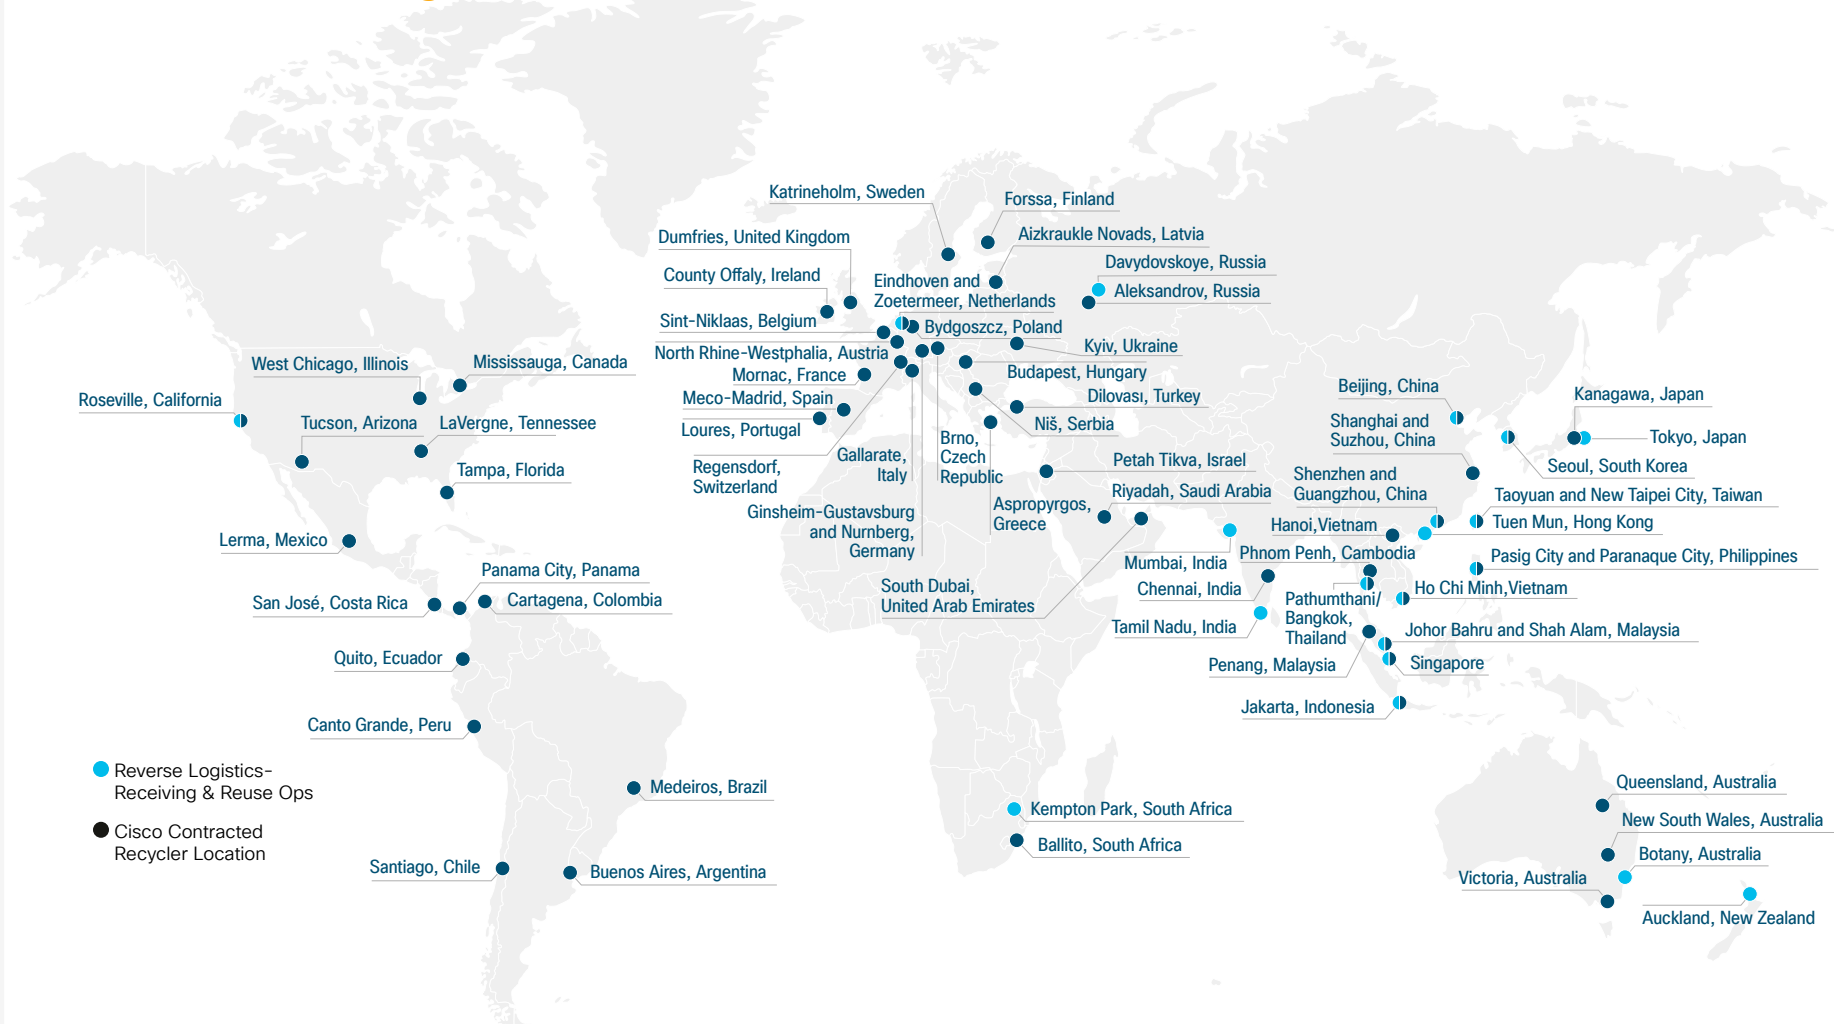 Katrineholm, Sweden
Forssa, Finland
Dumfries, United Kingdom
Aizkraukle Novads, Latvia
County Offaly, Ireland
Davydovskoye, Russia
Eindhoven and
Zoetermeer, Netherlands
Aleksandrov, Russia
Sint-Niklaas, Belgium
Bydgoszcz, Poland
North Rhine-Westphalia, Austria
Kyiv, Ukraine
Mornac, France
Budapest, Hungary
Meco-Madrid, Spain
Dilovası, Turkey
Loures, Portugal
Niš, Serbia
Regensdorf,
Switzerland
Gallarate,
Italy
Brno,
Czech
Republic
Petah Tikva, Israel
Ginsheim-Gustavsburg
and Nurnberg,
Germany
Aspropyrgos,
Greece
Riyadah, Saudi Arabia
South Dubai,
United Arab Emirates
West Chicago, Illinois
Mississauga, Canada
Roseville, California
Tucson, Arizona
LaVergne, Tennessee
Tampa, Florida
Lerma, Mexico
Panama City, Panama
San José, Costa Rica
Cartagena, Colombia
Quito, Ecuador
Canto Grande, Peru
Medeiros, Brazil
Santiago, Chile
Buenos Aires, Argentina
Kempton Park, South Africa
Ballito, South Africa
Beijing, China
Kanagawa, Japan
Shanghai and
Suzhou, China
Tokyo, Japan
Seoul, South Korea
Shenzhen and
Guangzhou, China
Taoyuan and New Taipei City, Taiwan
Hanoi,Vietnam
Tuen Mun, Hong Kong
Mumbai, India
Phnom Penh, Cambodia
Pasig City and Paranaque City, Philippines
Chennai, India
Ho Chi Minh,Vietnam
Pathumthani/
Bangkok,
Thailand
Tamil Nadu, India
Johor Bahru and Shah Alam, Malaysia
Penang, Malaysia
Singapore
Jakarta, Indonesia
Queensland, Australia
New South Wales, Australia
Botany, Australia
Victoria, Australia
Auckland, New Zealand
Reverse Logistics-
Receiving & Reuse Ops
Cisco Contracted
Recycler Location